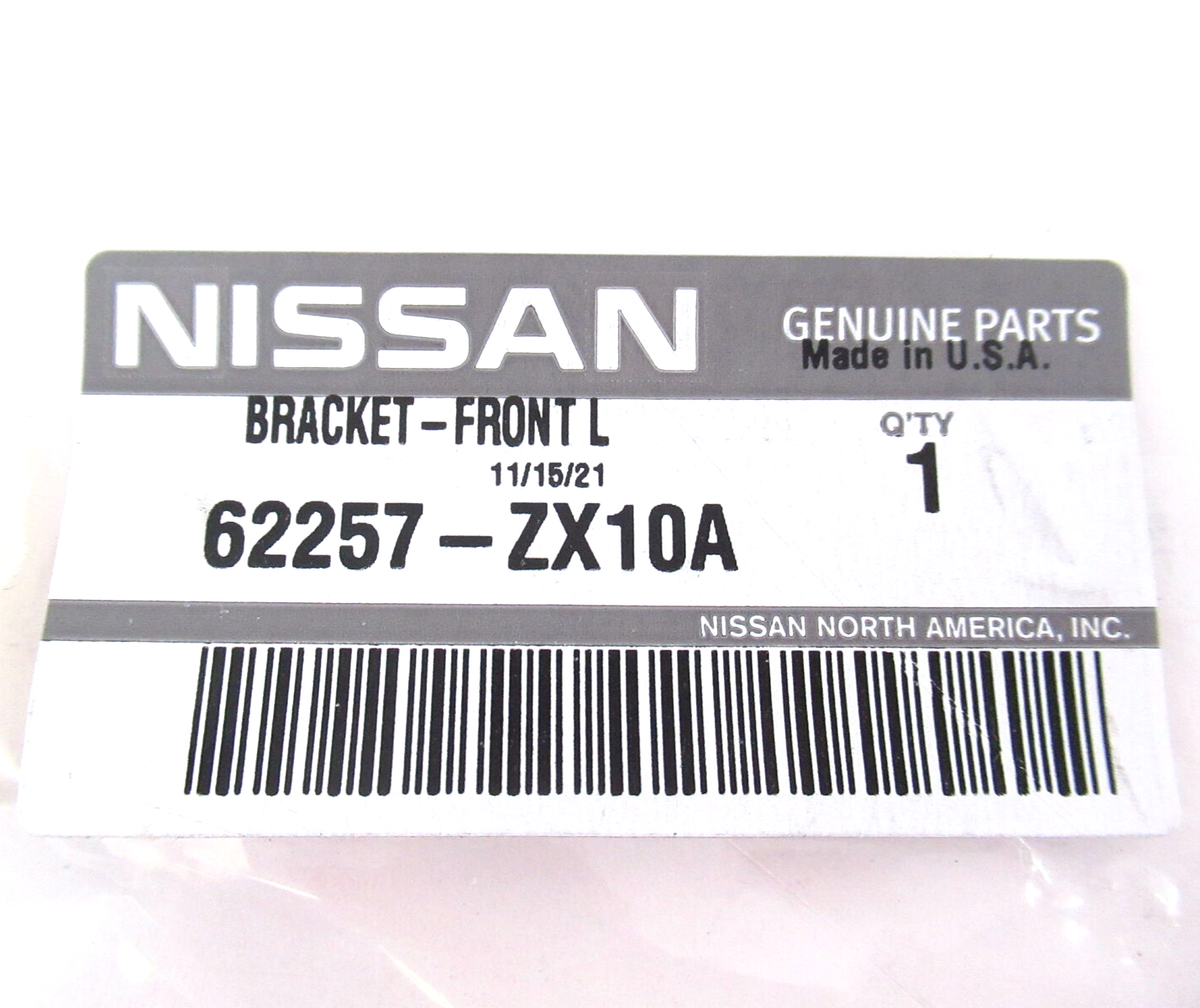 NISSAN
GENUINE PARTS
Made in U.S.A.
BRACKET-FRONT L
Q'TY
1
11/15/21
62257-ZX10A
NISSAN NORTH AMERICA, INC.